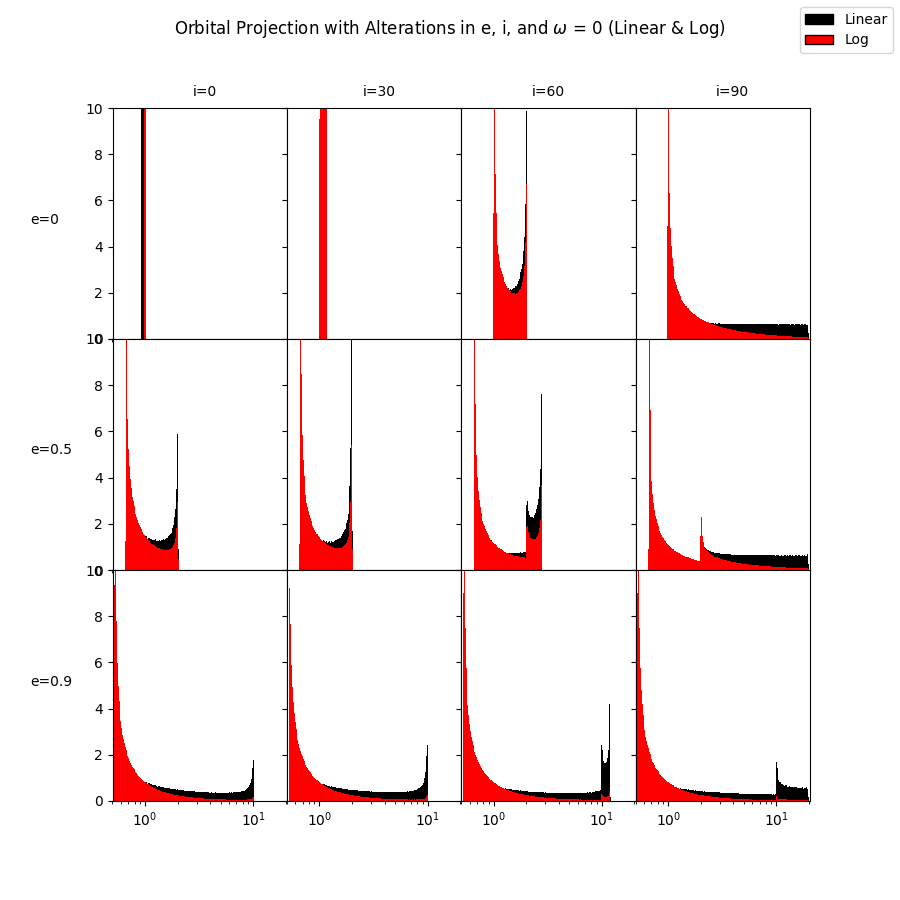 Orbital Projection with Alterations in e, i, and ω = 0 (Linear & Log)
Linear
Log
i=0 i=30 i=60 i=90
10
8
6
e=0
4
2
0
10
8
6
e=0.5
4
2
0
10
8
6
e=0.9
4
2
0
10⁰ 10¹ 10⁰ 10¹ 10⁰ 10¹ 10⁰ 10¹